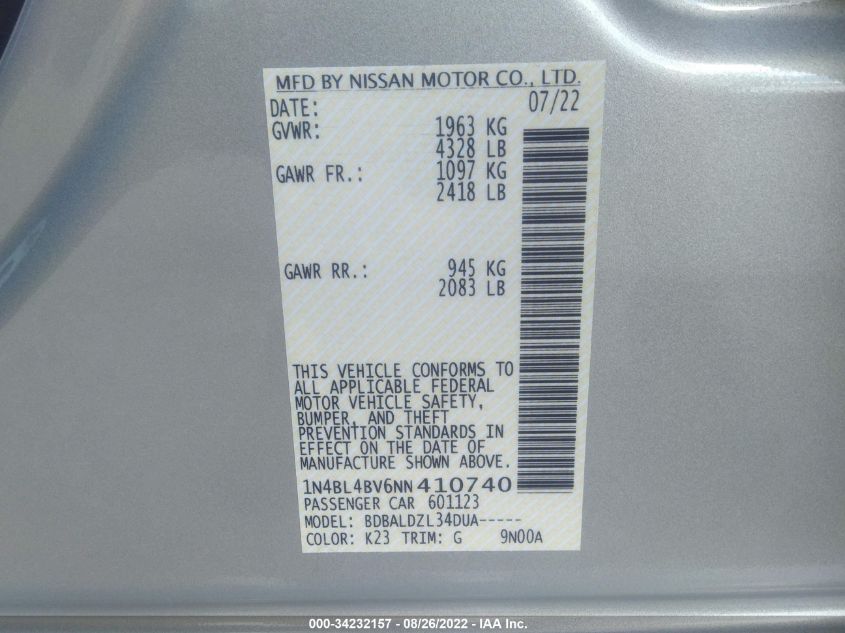 MFD BY NISSAN MOTOR CO., LTD.
DATE: 07/22
GVWR: 1963 KG
4328 LB
GAWR FR.: 1097 KG
2418 LB
GAWR RR.: 945 KG
2083 LB
THIS VEHICLE CONFORMS TO
ALL APPLICABLE FEDERAL
MOTOR VEHICLE SAFETY,
BUMPER, AND THEFT
PREVENTION STANDARDS IN
EFFECT ON THE DATE OF
MANUFACTURE SHOWN ABOVE.
1N4BL4BV6NN410740
PASSENGER CAR 601123
MODEL: BDBALDZL34DUA-----
COLOR: K23 TRIM: G 9N00A
000-34232157 - 08/26/2022 - IAA Inc.